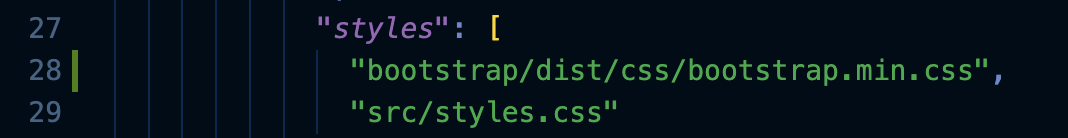 27 "styles": [
28 "bootstrap/dist/css/bootstrap.min.css",
29 "src/styles.css"